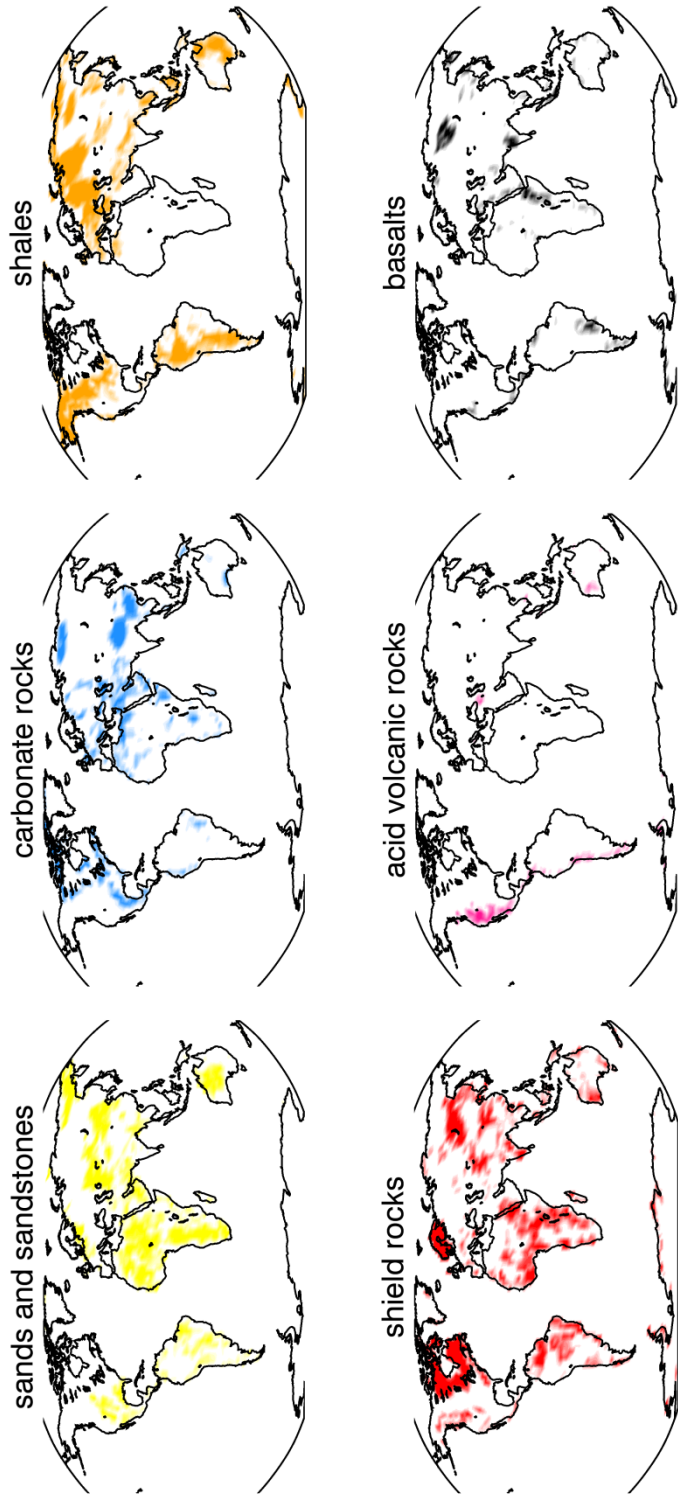 sands and sandstones
carbonate rocks
shales
shield rocks
acid volcanic rocks
basalts